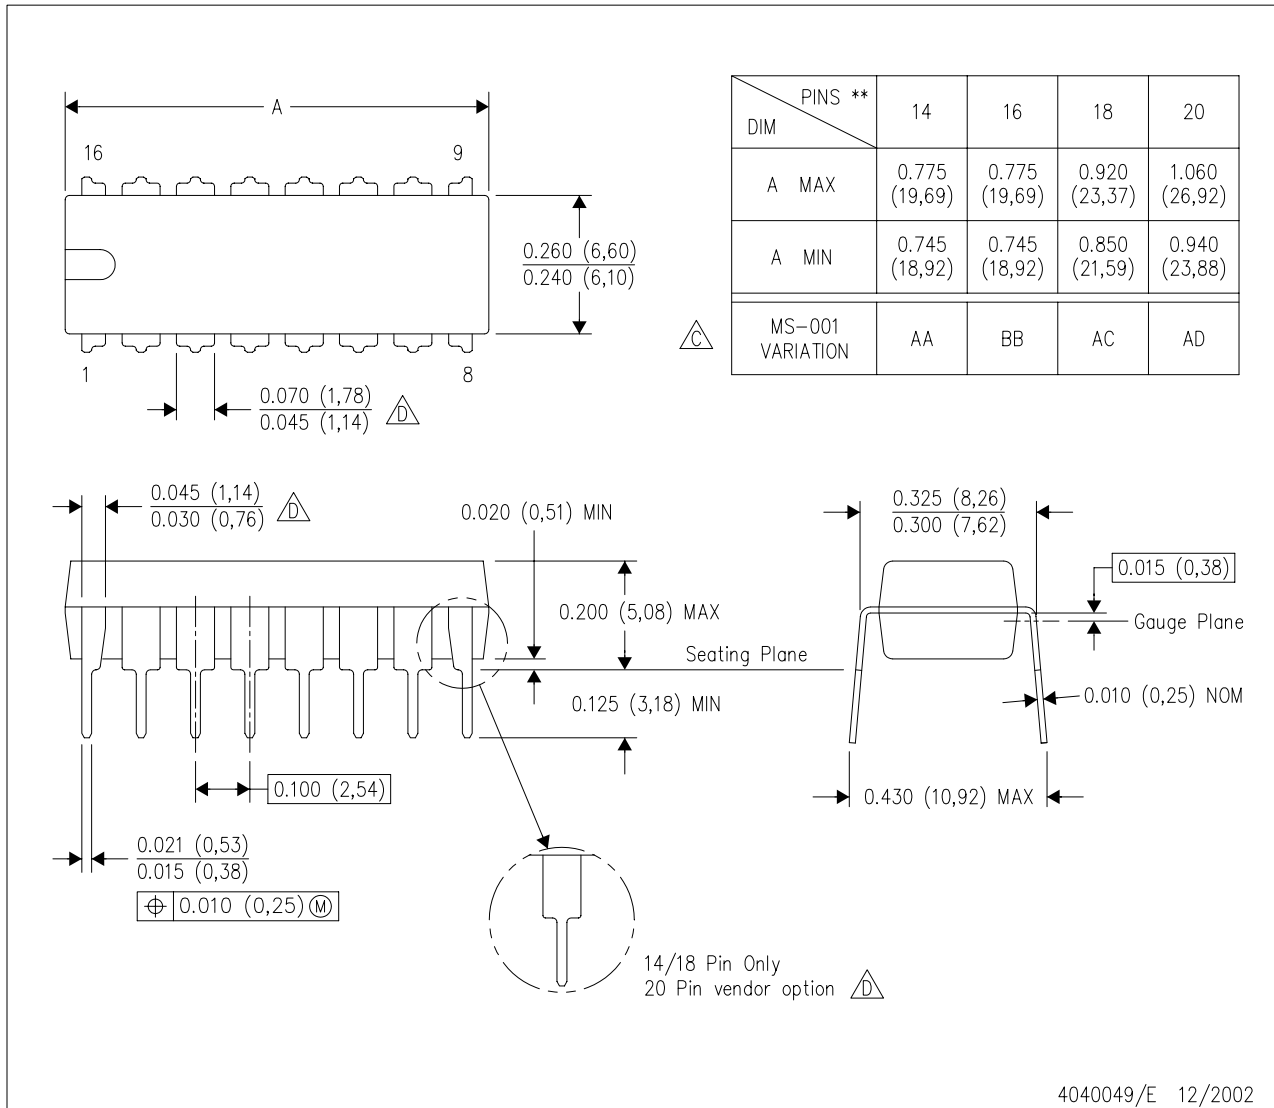 A
16
9
0.260 (6,60)
0.240 (6,10)
1
8
0.070 (1,78)
0.045 (1,14)
D
PINS **
DIM
14
16
18
20
A MAX
0.775
(19,69)
0.775
(19,69)
0.920
(23,37)
1.060
(26,92)
A MIN
0.745
(18,92)
0.745
(18,92)
0.850
(21,59)
0.940
(23,88)
C
MS-001
VARIATION
AA
BB
AC
AD
0.045 (1,14)
0.030 (0,76)
D
0.020 (0,51) MIN
0.200 (5,08) MAX
Seating Plane
0.125 (3,18) MIN
0.100 (2,54)
0.021 (0,53)
0.015 (0,38)
0.010 (0,25) Ⓜ
0.325 (8,26)
0.300 (7,62)
0.015 (0,38)
Gauge Plane
0.010 (0,25) NOM
0.430 (10,92) MAX
14/18 Pin Only
20 Pin vendor option
D
4040049/E 12/2002